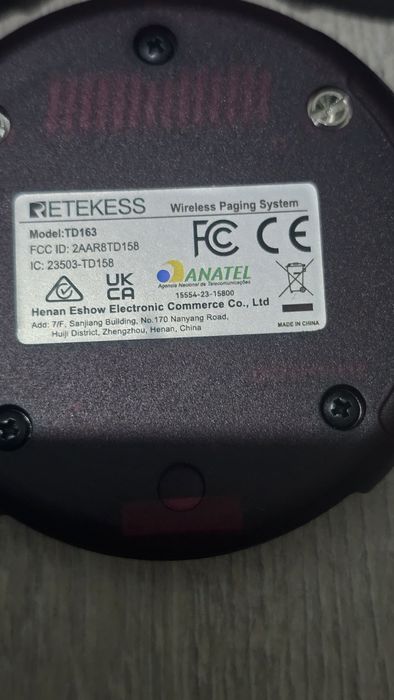 RETEKESS Wireless Paging System
Model:TD163
FCC ID: 2AAR8TD158
IC: 23503-TD158
FC CE
UK
CA
ANATEL
Agência Nacional de Telecomunicações
15554-23-15800
Henan Eshow Electronic Commerce Co., Ltd
Add: 7/F, Sanjiang Building, No.170 Nanyang Road,
Huiji District, Zhengzhou, Henan, China
MADE IN CHINA